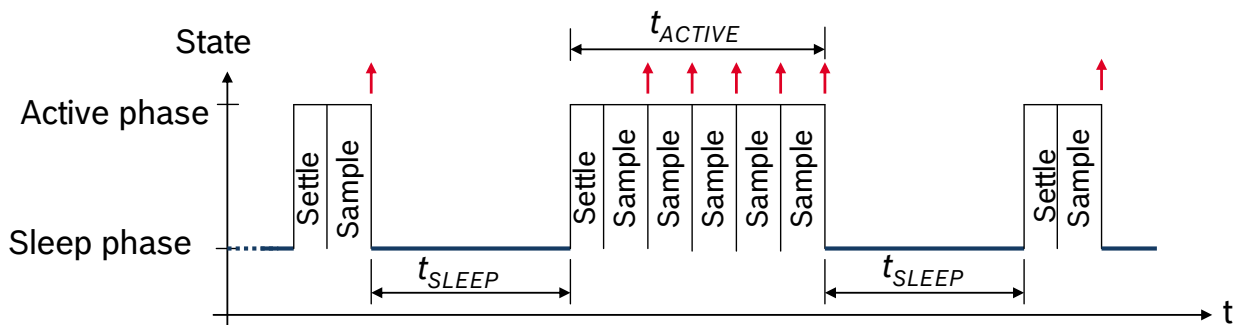 t_ACTIVE
State
Active phase
Settle
Sample
Settle
Sample
Sample
Sample
Sample
Sample
Settle
Sample
Sleep phase
t_SLEEP
t_SLEEP
t